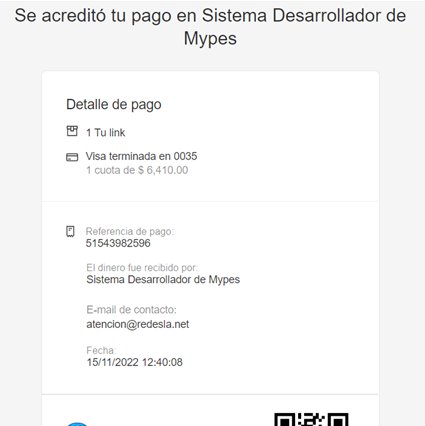 Se acreditó tu pago en Sistema Desarrollador de
Mypes
Detalle de pago
1 Tu link
Visa terminada en 0035
1 cuota de $ 6,410.00
Referencia de pago:
51543982596
El dinero fue recibido por:
Sistema Desarrollador de Mypes
E-mail de contacto:
atencion@redesla.net
Fecha:
15/11/2022 12:40:08